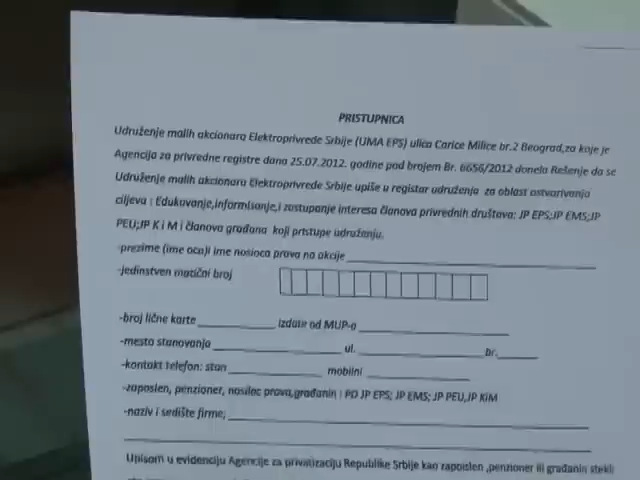 PRISTUPNICA
Udruženje malih akcionara Elektroprivrede Srbije (UMA EPS) ulica Carice Milice br.2 Beograd,za koje je
Agencija za privredne registre dana 25.07.2012. godine pod brojem Br. 6656/2012 donela Rešenje da se
Udruženje malih akcionara Elektroprivrede Srbije upiše u registar udruženja za oblast ostvarivanja
ciljeva : Edukovanje,informisanje,i zastupanje interesa članova privrednih društava: JP EPS;JP EMS;JP
PEU;JP K i M i članova građana koji pristupe udruženju.
-prezime (ime oca) ime nosioca prava na akcije
-jedinstven matični broj
-broj lične karte izdate od MUP-a
-mesto stanovanja ul. br.
-kontakt telefon: stan mobilni
-zaposlen, penzioner, nosilac prava,građanin : PD JP EPS; JP EMS; JP PEU,JP KiM
-naziv i sedište firme;
Upisom u evidenciju Agencije za privatizaciju Republike Srbije kao zaposlen ,penzioner ili građanin stekli